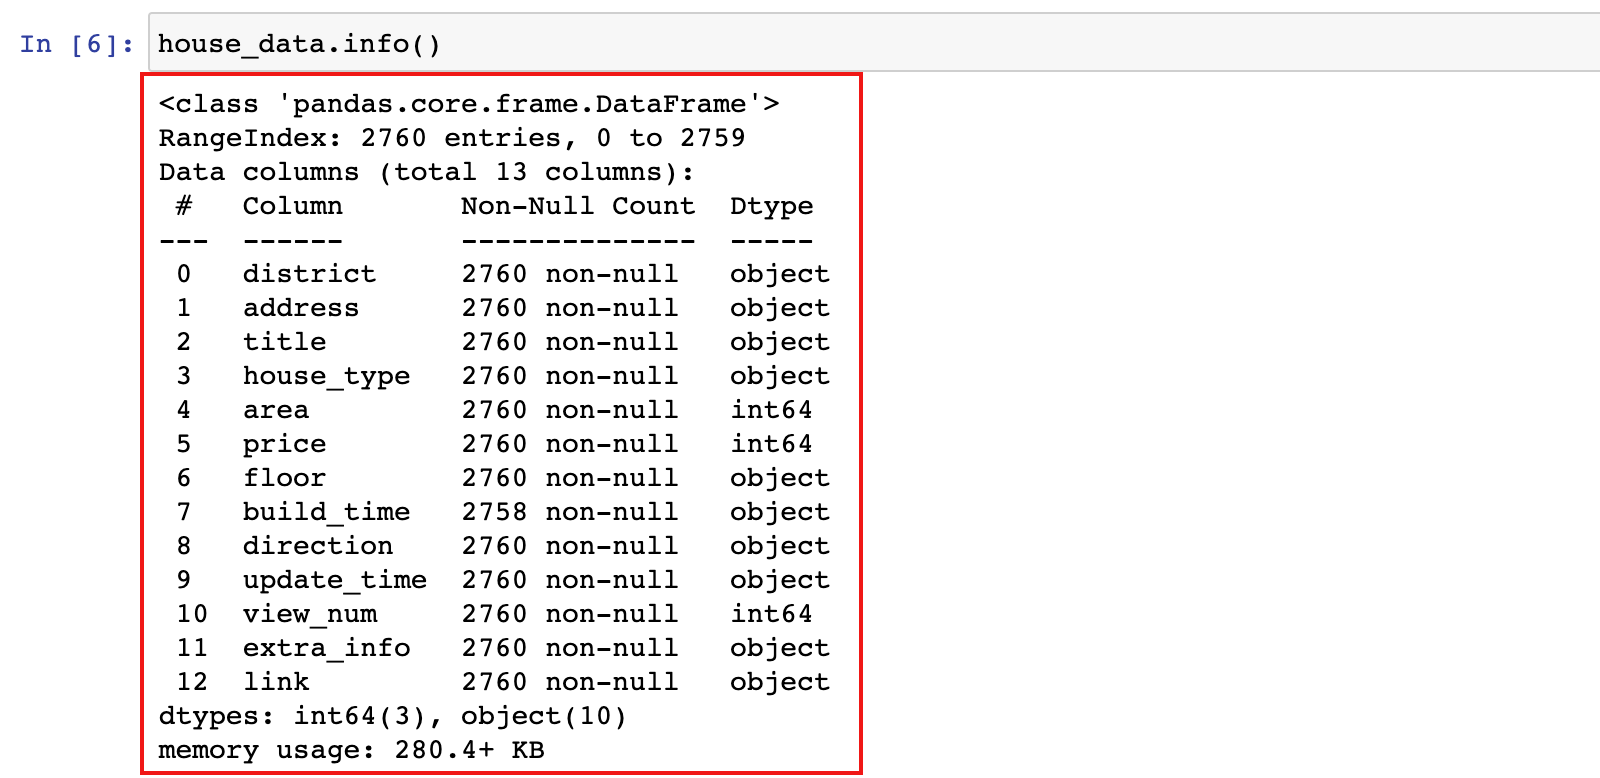 In [6]: house_data.info()
<class 'pandas.core.frame.DataFrame'>
RangeIndex: 2760 entries, 0 to 2759
Data columns (total 13 columns):
 #   Column       Non-Null Count  Dtype
---  ------       --------------  -----
 0   district     2760 non-null   object
 1   address      2760 non-null   object
 2   title        2760 non-null   object
 3   house_type   2760 non-null   object
 4   area         2760 non-null   int64
 5   price        2760 non-null   int64
 6   floor        2760 non-null   object
 7   build_time   2758 non-null   object
 8   direction    2760 non-null   object
 9   update_time  2760 non-null   object
 10  view_num     2760 non-null   int64
 11  extra_info   2760 non-null   object
 12  link         2760 non-null   object
dtypes: int64(3), object(10)
memory usage: 280.4+ KB